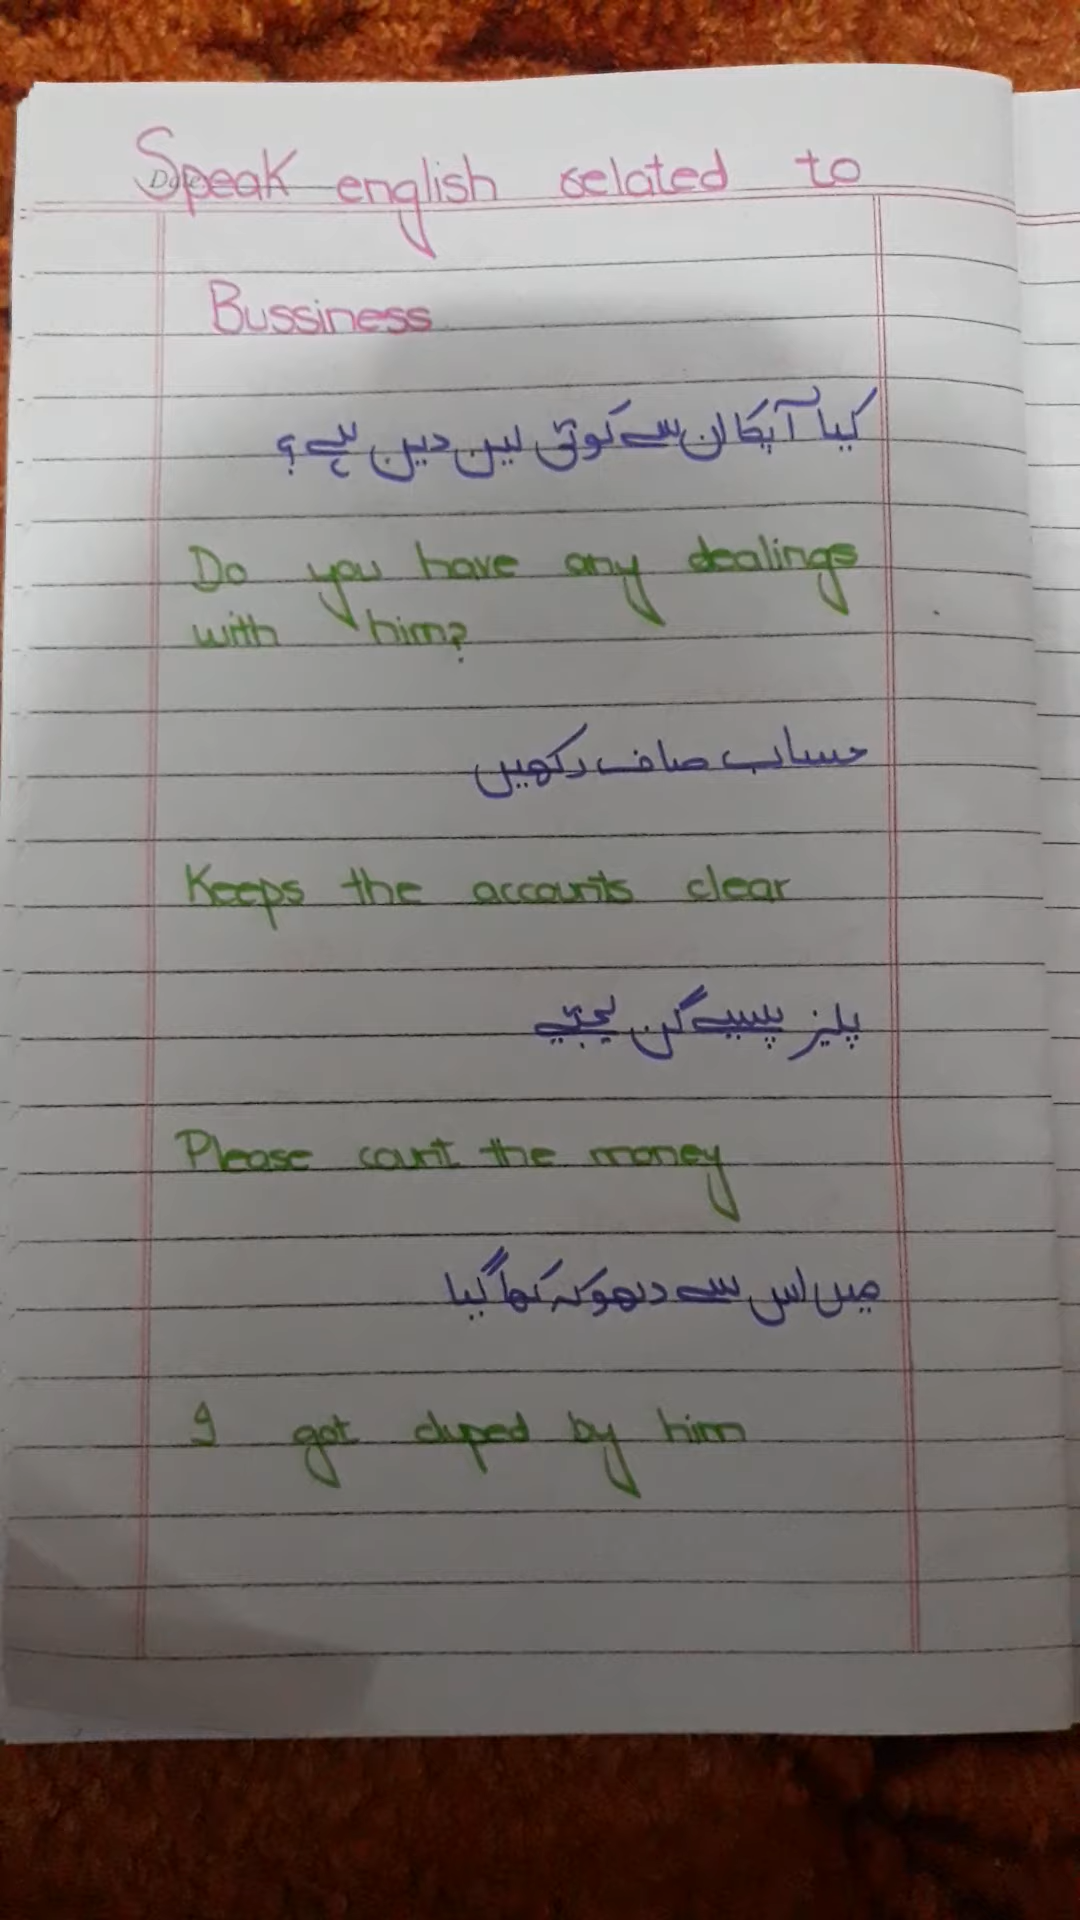 Speak english related to
Bussiness
کیا آپکا ان سے کوئی لین دین ہے؟
Do you have any dealings
with him?
حساب صاف رکھیں
Keeps the accounts clear
پلیز پیسے گن لیجئیے
Please count the money
میں اس سے دھوکہ کھا گیا
I got duped by him